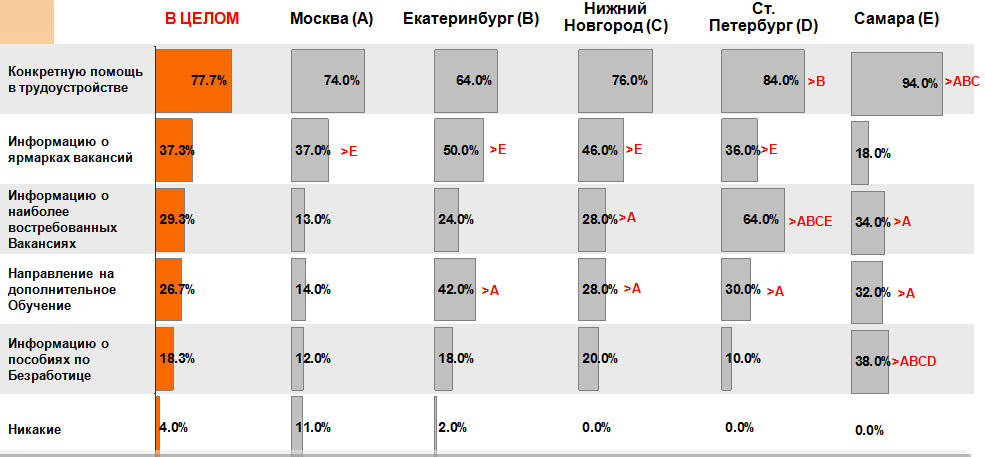 В ЦЕЛОМ
Москва (A)
Екатеринбург (B)
Нижний
Новгород (C)
Ст.
Петербург (D)
Самара (E)
Конкретную помощь
в трудоустройстве
77.7%
74.0%
64.0%
76.0%
84.0% >B
94.0% >ABC
Информацию о
ярмарках вакансий
37.3%
37.0% >E
50.0% >E
46.0% >E
36.0% >E
18.0%
Информацию о
наиболее
востребованных
Вакансиях
29.3%
13.0%
24.0%
28.0% >A
64.0% >ABCE
34.0% >A
Направление на
дополнительное
Обучение
26.7%
14.0%
42.0% >A
28.0% >A
30.0% >A
32.0% >A
Информацию о
пособиях по
Безработице
18.3%
12.0%
18.0%
20.0%
10.0%
38.0% >ABCD
Никакие
4.0%
11.0%
2.0%
0.0%
0.0%
0.0%